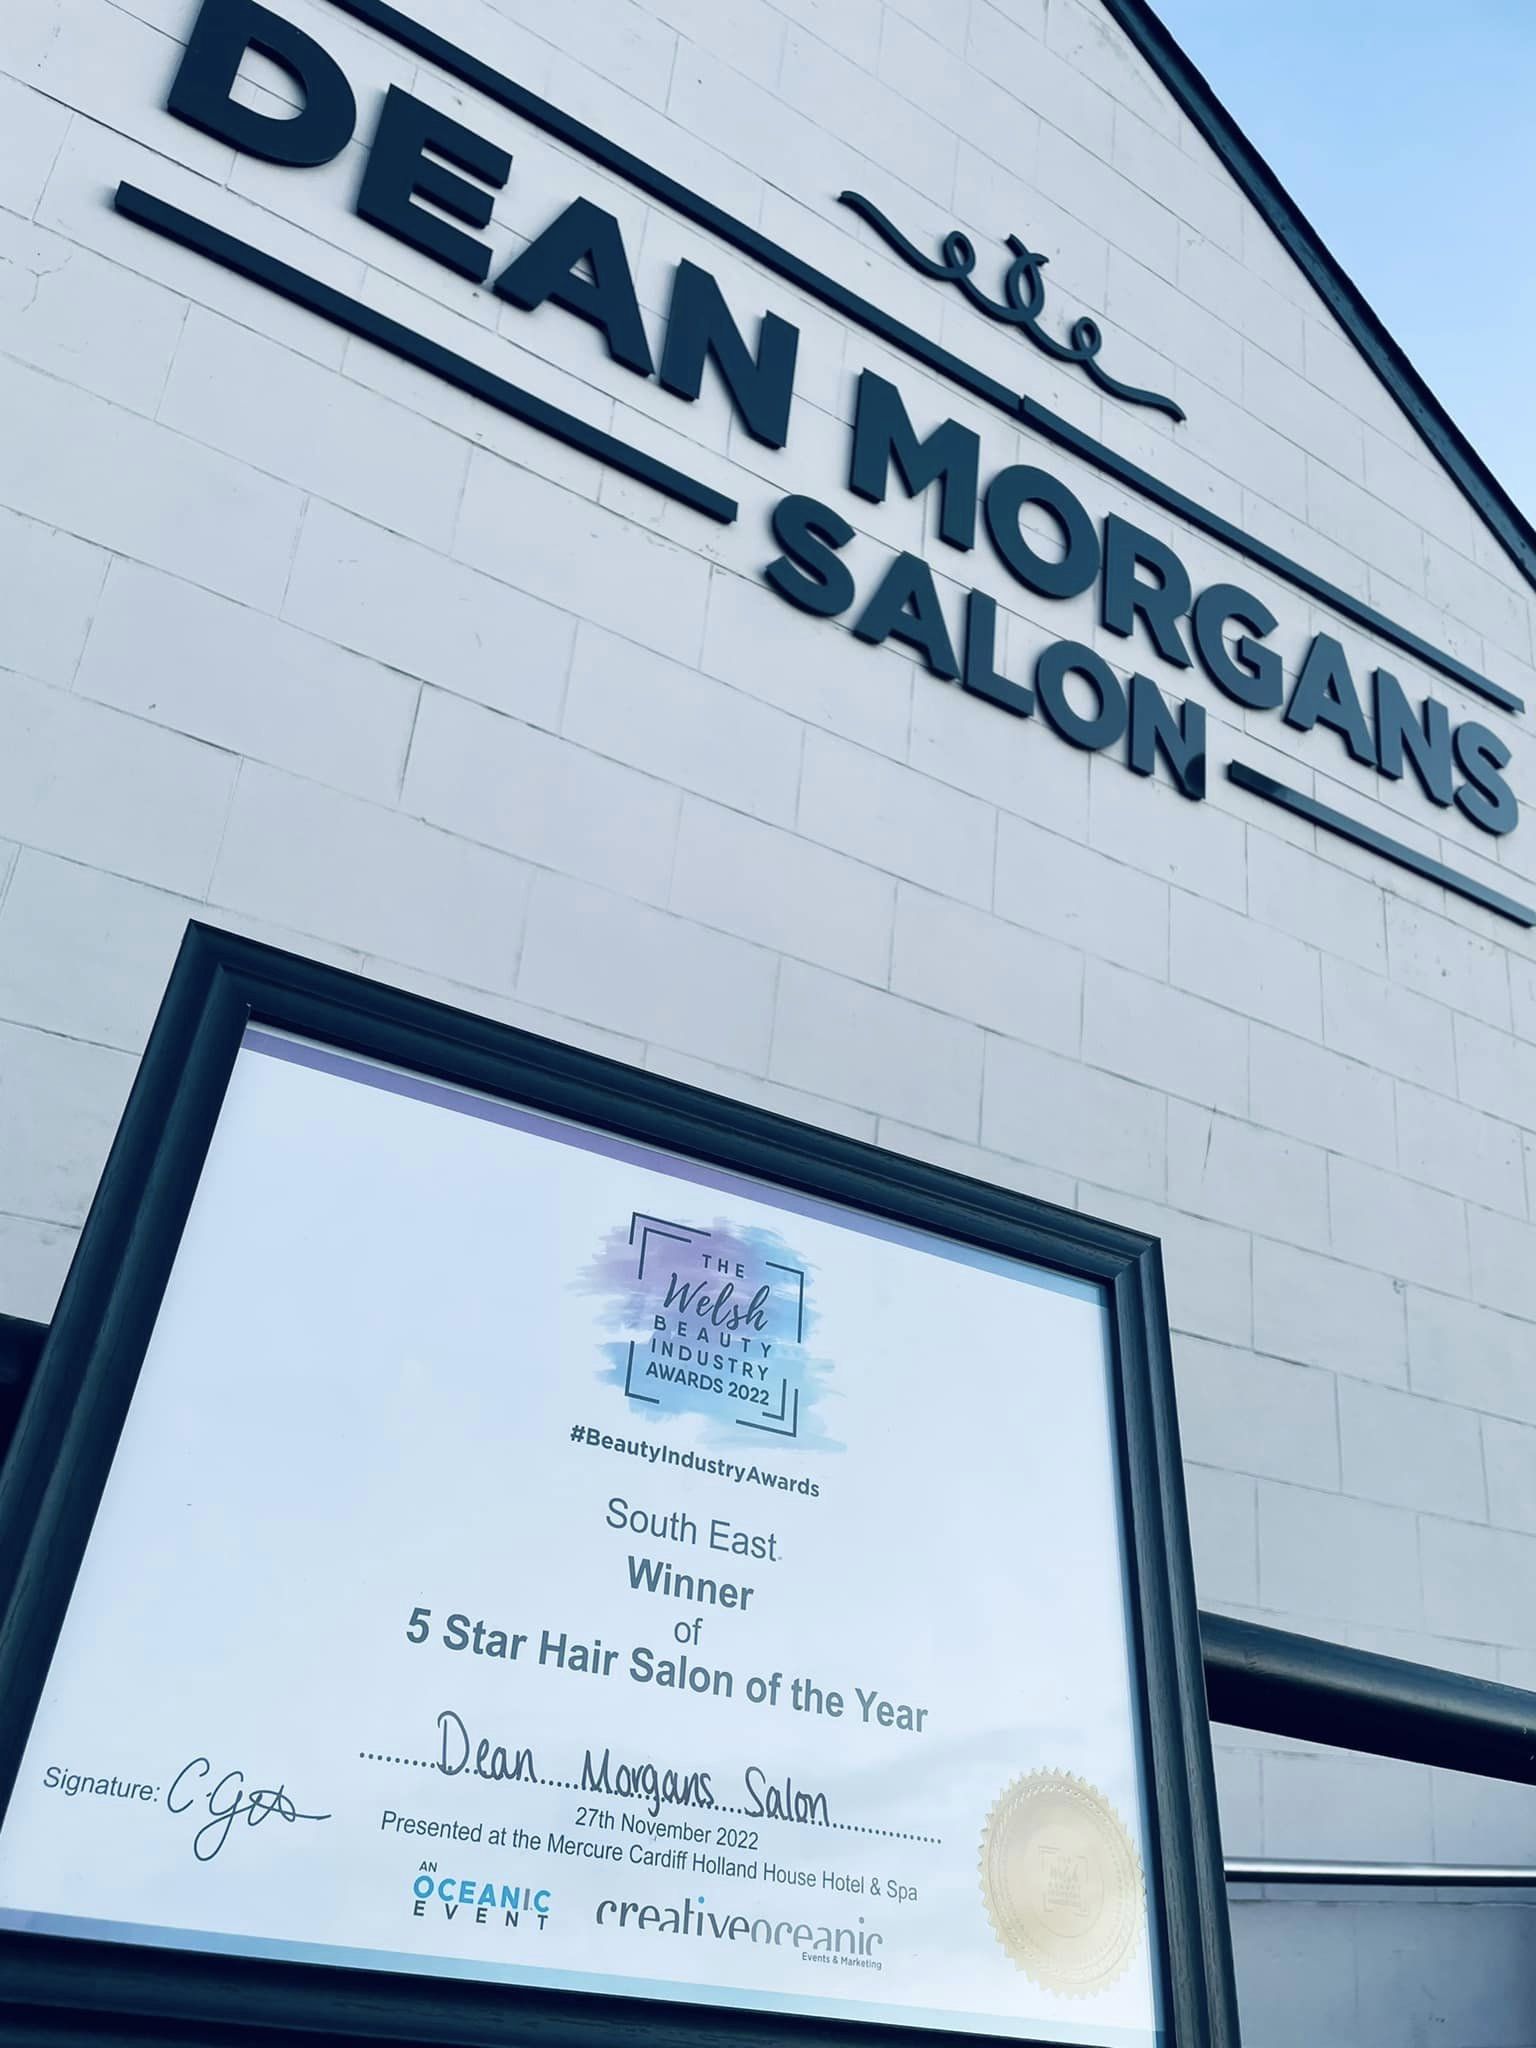 DEAN MORGANS
SALON
THE
Welsh
BEAUTY
INDUSTRY
AWARDS 2022
#BeautyIndustryAwards
South East
Winner
of
5 Star Hair Salon of the Year
Dean Morgans Salon
Signature:
27th November 2022
Presented at the Mercure Cardiff Holland House Hotel & Spa
AN
OCEANIC
EVENT
creativeoceanic
Events & Marketing